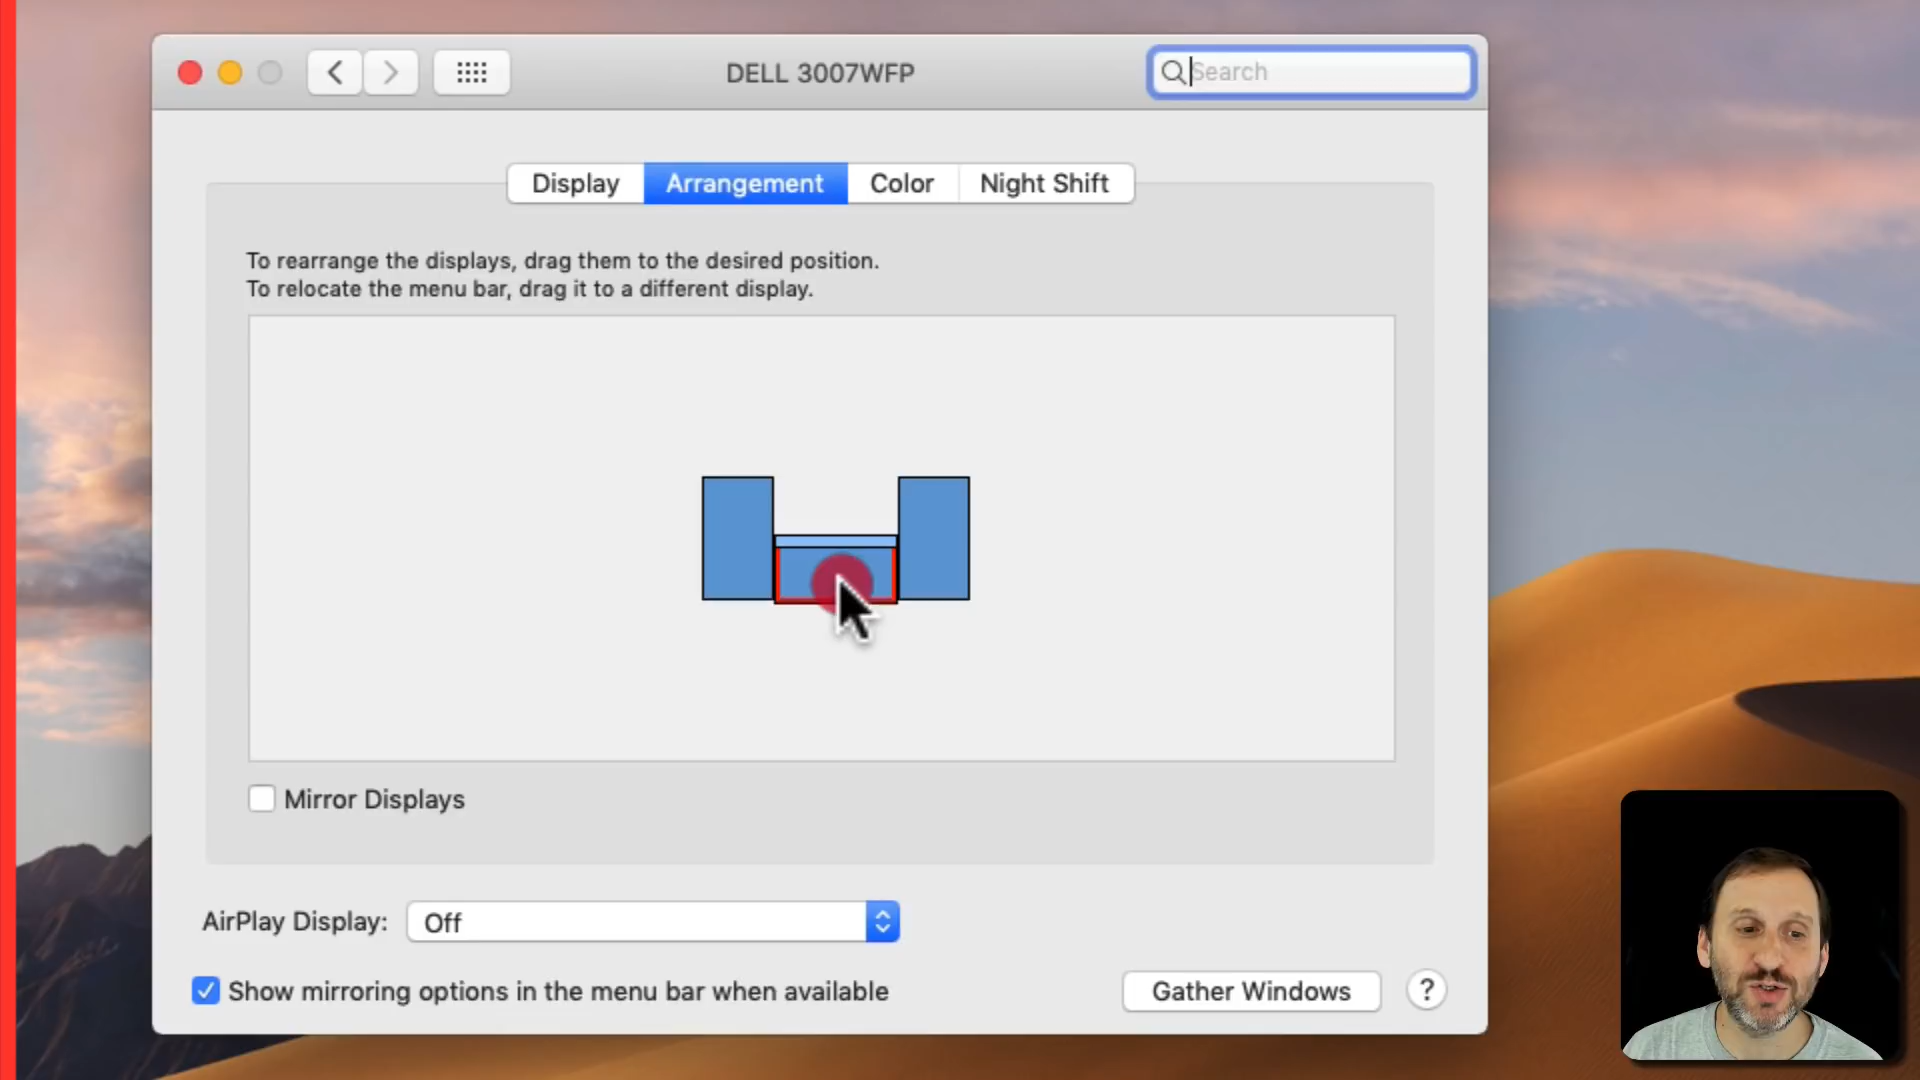 DELL 3007WFP
Search
Display
Arrangement
Color
Night Shift
To rearrange the displays, drag them to the desired position.
To relocate the menu bar, drag it to a different display.
Mirror Displays
AirPlay Display:
Off
Show mirroring options in the menu bar when available
Gather Windows
?